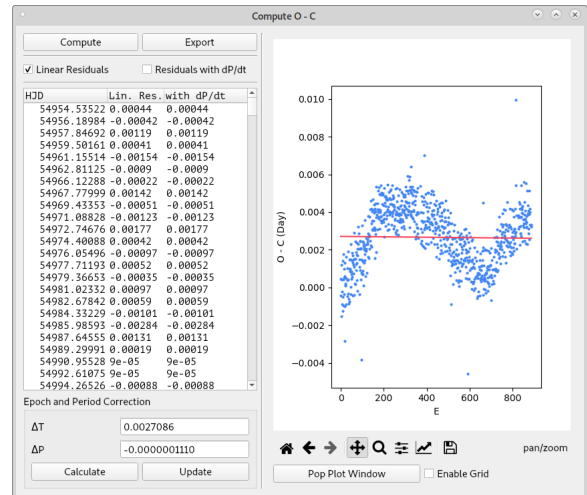 Compute O - C
Compute Export
Linear Residuals Residuals with dP/dt
HJD Lin. Res. with dP/dt
54954.53522 0.00044 0.00044
54956.18984 -0.00042 -0.00042
54957.84692 0.00119 0.00119
54959.50161 0.00041 0.00041
54961.15514 -0.00154 -0.00154
54962.81125 -0.0009 -0.0009
54966.12288 -0.00022 -0.00022
54967.77999 0.00142 0.00142
54969.43353 -0.00051 -0.00051
54971.08828 -0.00123 -0.00123
54972.74676 0.00177 0.00177
54974.40088 0.00042 0.00042
54976.05496 -0.00097 -0.00097
54977.71193 0.00052 0.00052
54979.36653 -0.00035 -0.00035
54981.02332 0.00097 0.00097
54982.67842 0.00059 0.00059
54984.33229 -0.00101 -0.00101
54985.98593 -0.00284 -0.00284
54987.64555 0.00131 0.00131
54989.29991 0.00019 0.00019
54990.95528 9e-05 9e-05
54992.61075 9e-05 9e-05
54994.26526 -0.00088 -0.00088
Epoch and Period Correction
ΔT 0.0027086
ΔP -0.0000001110
Calculate Update
O - C (Day)
0.010
0.008
0.006
0.004
0.002
0.000
−0.002
−0.004
0 200 400 600 800
E
pan/zoom
Pop Plot Window Enable Grid